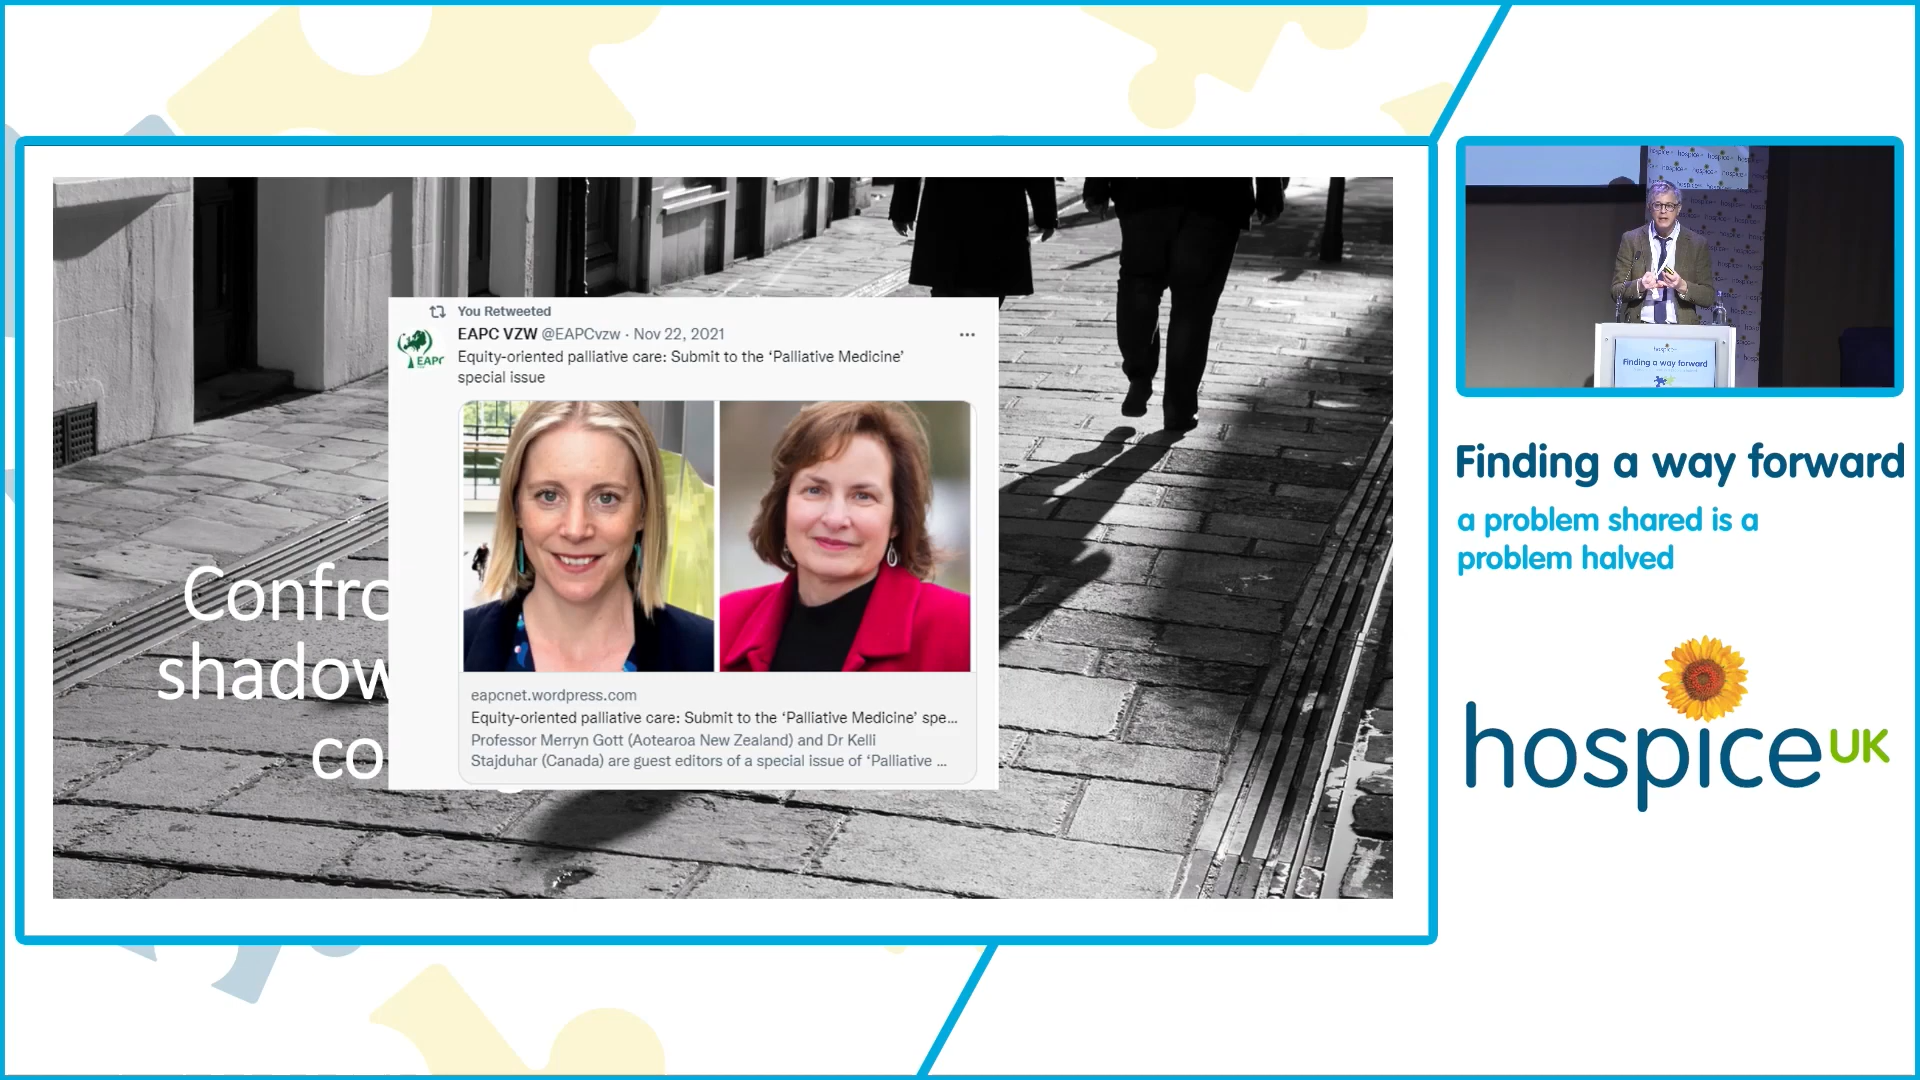 You Retweeted
EAPC VZW @EAPCvzw · Nov 22, 2021
EAPC
Equity-oriented palliative care: Submit to the ‘Palliative Medicine’
special issue
eapcnet.wordpress.com
Equity-oriented palliative care: Submit to the ‘Palliative Medicine’ spe...
Professor Merryn Gott (Aotearoa New Zealand) and Dr Kelli
Stajduhar (Canada) are guest editors of a special issue of ‘Palliative ...
Confro
shadow
co
hospice
Finding a way forward
Finding a way forward
a problem shared is a
problem halved
hospice UK